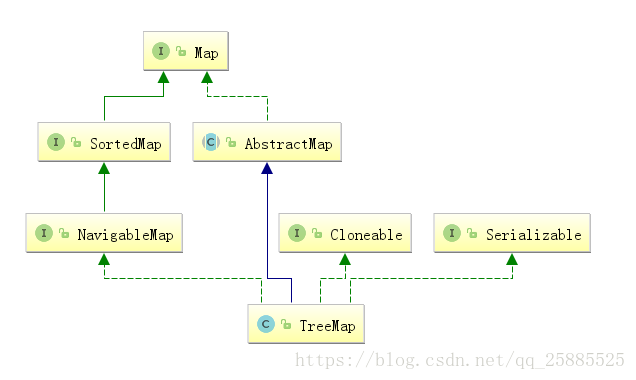 I Map
I SortedMap
C AbstractMap
I NavigableMap
I Cloneable
I Serializable
C TreeMap
https://blog.csdn.net/qq_25885525